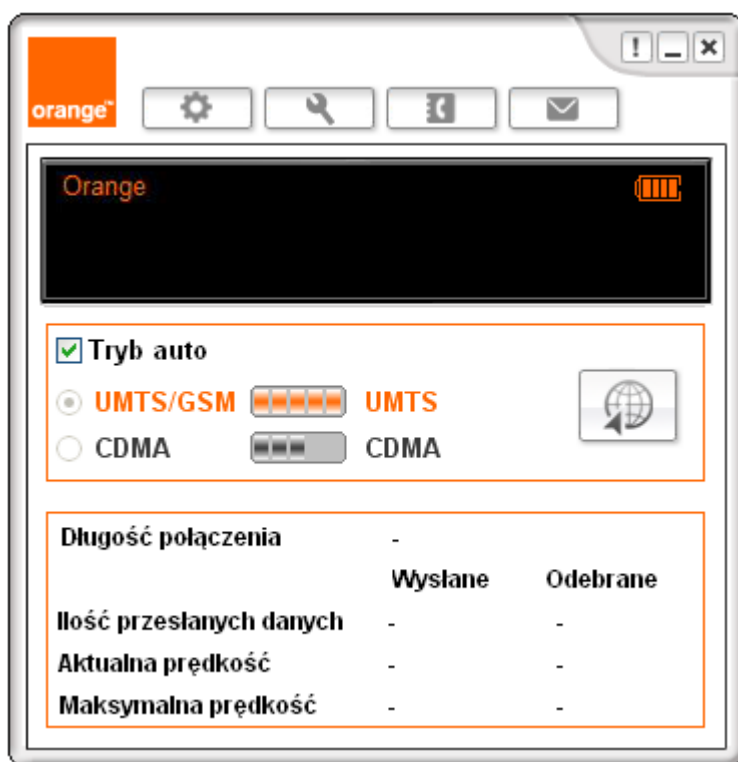 orange™
Orange
Tryb auto
UMTS/GSM UMTS
CDMA CDMA
Długość połączenia -
Wysłane Odebrane
Ilość przesłanych danych - -
Aktualna prędkość - -
Maksymalna prędkość - -